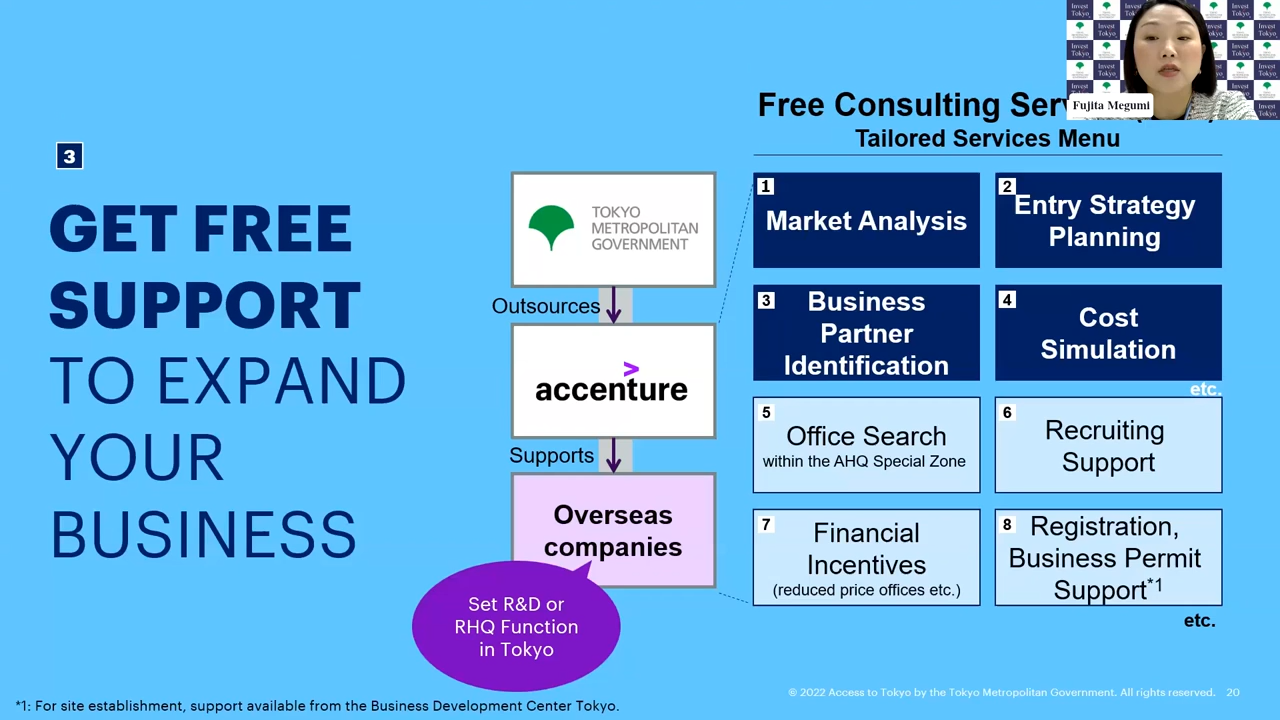 Invest Tokyo
Fujita Megumi
3
GET FREE
SUPPORT
TO EXPAND
YOUR
BUSINESS
TOKYO
METROPOLITAN
GOVERNMENT
Outsources
accenture
Supports
Overseas
companies
Set R&D or
RHQ Function
in Tokyo
Free Consulting
Tailored Services Menu
1
Market Analysis
2
Entry Strategy
Planning
3
Business
Partner
Identification
4
Cost
Simulation
etc.
5
Office Search
within the AHQ Special Zone
6
Recruiting
Support
7
Financial
Incentives
(reduced price offices etc.)
8
Registration,
Business Permit
Support*1
etc.
© 2022 Access to Tokyo by the Tokyo Metropolitan Government. All rights reserved. 20
*1: For site establishment, support available from the Business Development Center Tokyo.